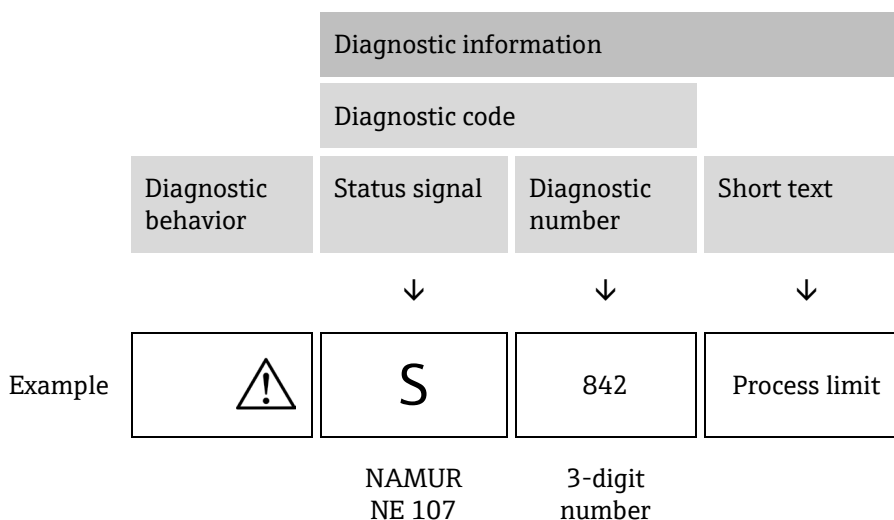 Diagnostic information
Diagnostic code
Diagnostic
behavior
Status signal
Diagnostic
number
Short text
Example
S
842
Process limit
NAMUR
NE 107
3-digit
number